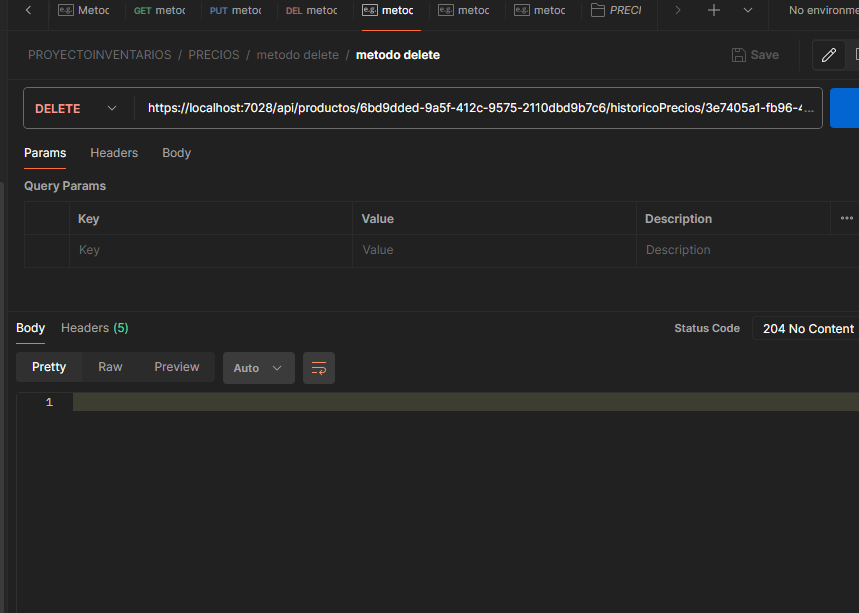 e.g. Metoc GET metoc PUT metoc DEL metoc e.g. metoc e.g. metoc e.g. metoc PRECI No environme
PROYECTOINVENTARIOS / PRECIOS / metodo delete / metodo delete Save
DELETE https://localhost:7028/api/productos/6bd9dded-9a5f-412c-9575-2110dbd9b7c6/historicoPrecios/3e7405a1-fb96-4...
Params Headers Body
Query Params
Key Value Description
Key Value Description
Body Headers (5) Status Code 204 No Content
Pretty Raw Preview Auto
1